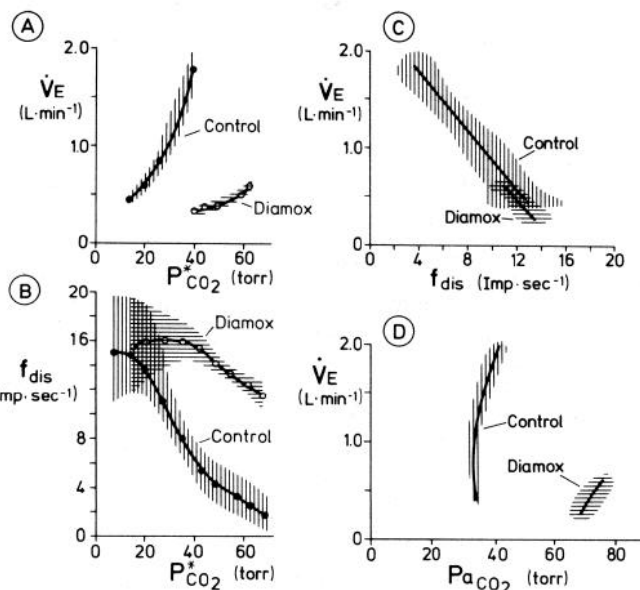 A
V̇E
(L·min⁻¹)
2.0
1.0
0
0 20 40 60
P*CO₂ (torr)
Control
Diamox
B
fdis
mp·sec⁻¹)
20
16
12
8
4
0
0 20 40 60
P*CO₂ (torr)
Diamox
Control
C
V̇E
(L·min⁻¹)
2.0
1.0
0
4 8 12 16 20
fdis (Imp·sec⁻¹)
Control
Diamox
D
V̇E
(L·min⁻¹)
2.0
1.0
0
0 20 40 60 80
PaCO₂ (torr)
Control
Diamox